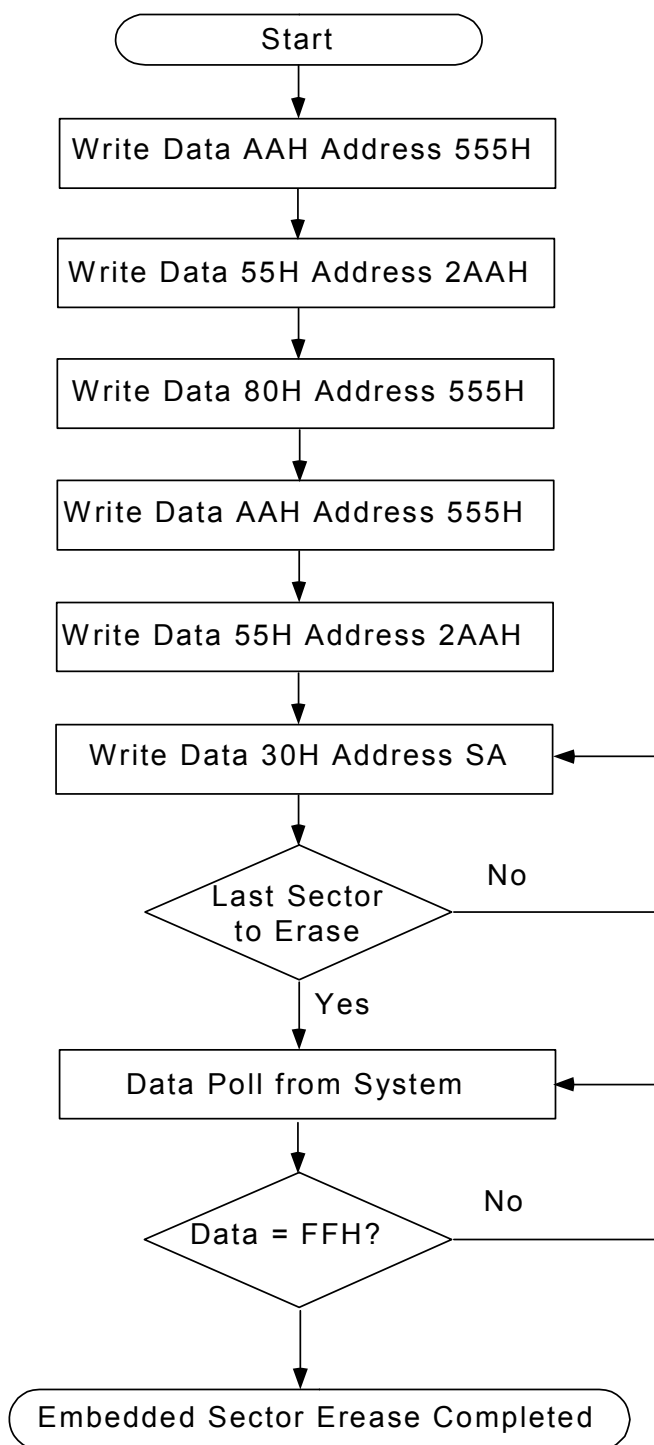 Start
Write Data AAH Address 555H
Write Data 55H Address 2AAH
Write Data 80H Address 555H
Write Data AAH Address 555H
Write Data 55H Address 2AAH
Write Data 30H Address SA
No
Last Sector
to Erase
Yes
Data Poll from System
No
Data = FFH?
Embedded Sector Erease Completed